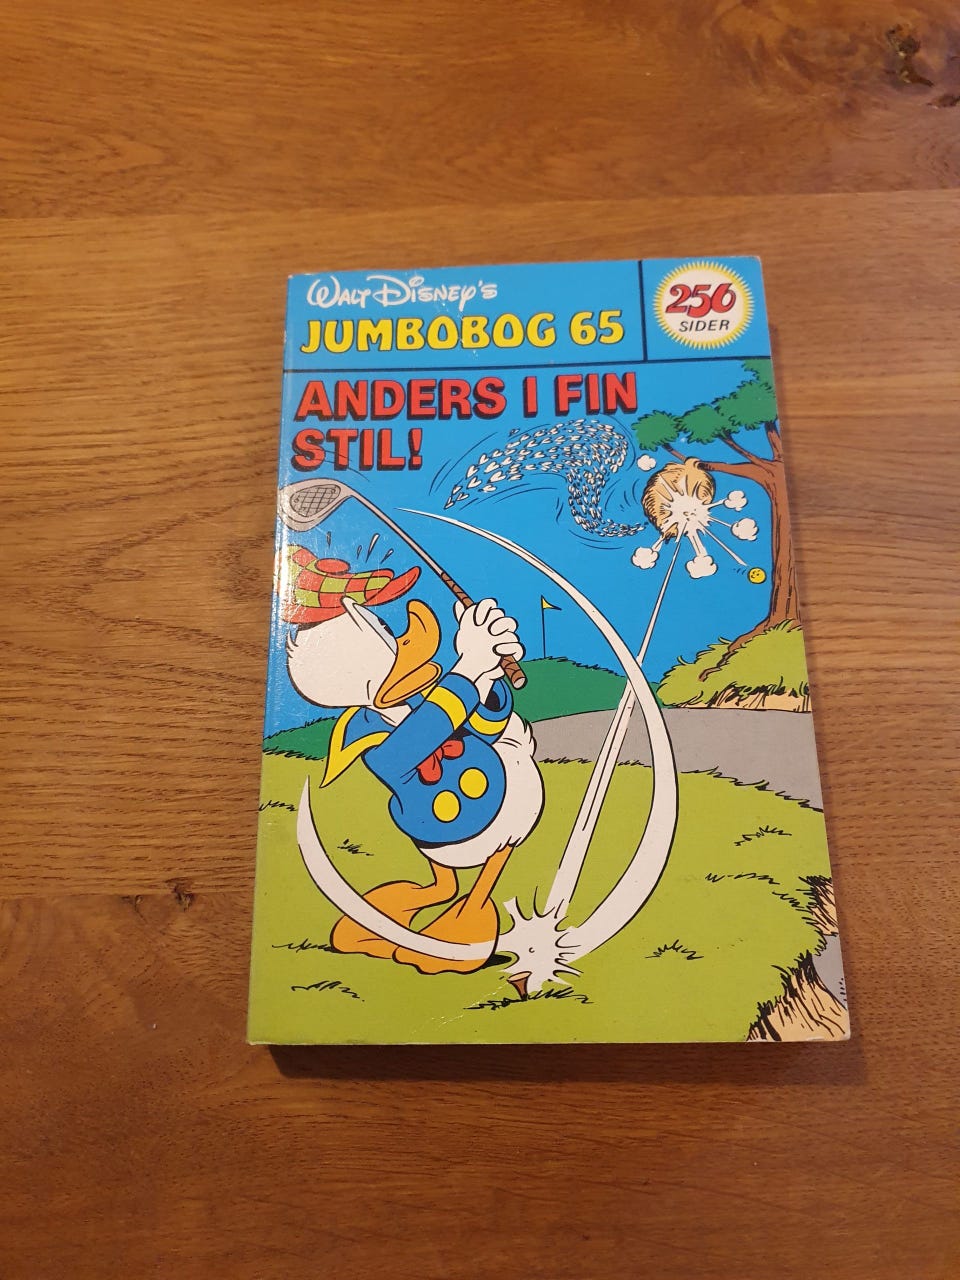 Walt Disney's
JUMBOBOG 65
256
SIDER
ANDERS I FIN
STIL!